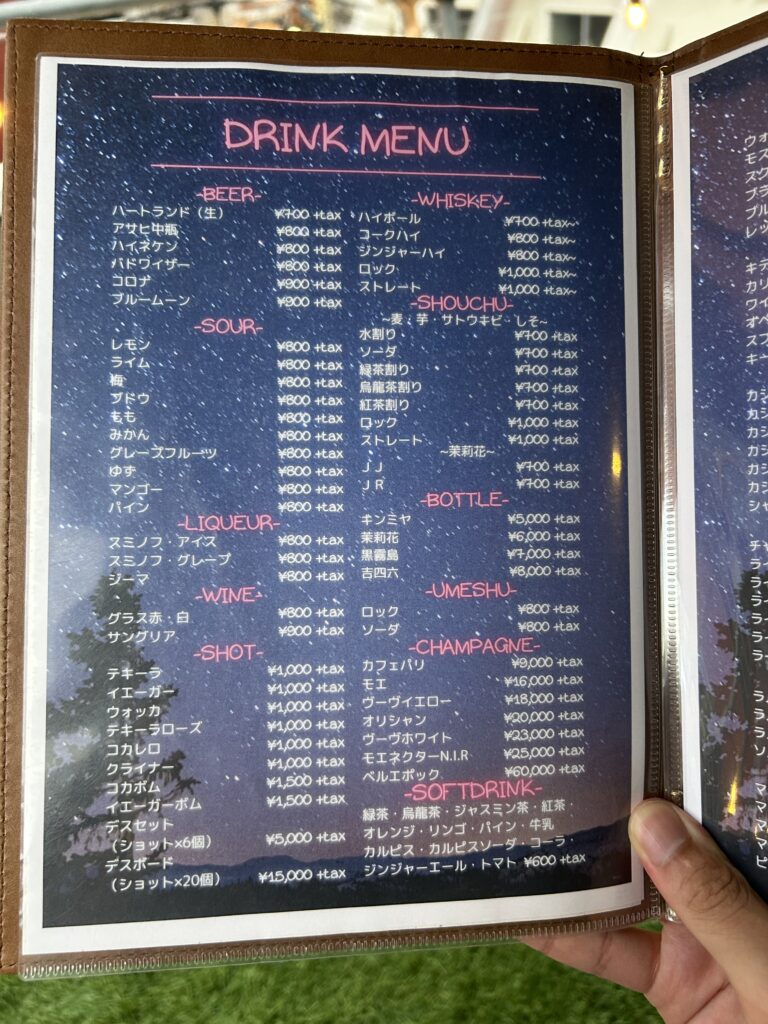 DRINK MENU
-BEER-
ハートランド（生） ¥700 +tax
アサヒ中瓶 ¥800 +tax
ハイネケン ¥800 +tax
バドワイザー ¥800 +tax
コロナ ¥900 +tax
ブルームーン ¥900 +tax
-SOUR-
レモン ¥800 +tax
ライム ¥800 +tax
梅 ¥800 +tax
ブドウ ¥800 +tax
もも ¥800 +tax
みかん ¥800 +tax
グレープフルーツ ¥800 +tax
ゆず ¥800 +tax
マンゴー ¥800 +tax
パイン ¥800 +tax
-LIQUEUR-
スミノフ・アイス ¥800 +tax
スミノフ・グレープ ¥800 +tax
ジーマ ¥800 +tax
-WINE-
グラス赤・白 ¥800 +tax
サングリア ¥900 +tax
-SHOT-
テキーラ ¥1,000 +tax
イエーガー ¥1,000 +tax
ウォッカ ¥1,000 +tax
テキーラローズ ¥1,000 +tax
コカレロ ¥1,000 +tax
クライナー ¥1,000 +tax
コカボム ¥1,500 +tax
イエーガーボム ¥1,500 +tax
デスセット
（ショット×6個） ¥5,000 +tax
デスボード
（ショット×20個） ¥15,000 +tax
-WHISKEY-
ハイボール ¥700 +tax~
コークハイ ¥800 +tax~
ジンジャーハイ ¥800 +tax~
ロック ¥1,000 +tax~
ストレート ¥1,000 +tax~
-SHOUCHU-
~麦・芋・サトウキビ・しそ~
水割り ¥700 +tax
ソーダ ¥700 +tax
緑茶割り ¥700 +tax
烏龍茶割り ¥700 +tax
紅茶割り ¥700 +tax
ロック ¥1,000 +tax
ストレート ¥1,000 +tax
~茉莉花~
ＪＪ ¥700 +tax
ＪＲ ¥700 +tax
-BOTTLE-
キンミヤ ¥5,000 +tax
茉莉花 ¥6,000 +tax
黒霧島 ¥7,000 +tax
吉四六 ¥8,000 +tax
-UMESHU-
ロック ¥800 +tax
ソーダ ¥800 +tax
-CHAMPAGNE-
カフェパリ ¥9,000 +tax
モエ ¥16,000 +tax
ヴーヴイエロー ¥18,000 +tax
オリシャン ¥20,000 +tax
ヴーヴホワイト ¥23,000 +tax
モエネクターN.I.R ¥25,000 +tax
ベルエポック ¥60,000 +tax
-SOFTDRINK-
緑茶・烏龍茶・ジャスミン茶・紅茶・
オレンジ・リンゴ・パイン・牛乳
カルピス・カルピスソーダ・コーラ・
ジンジャーエール・トマト ¥600 +tax